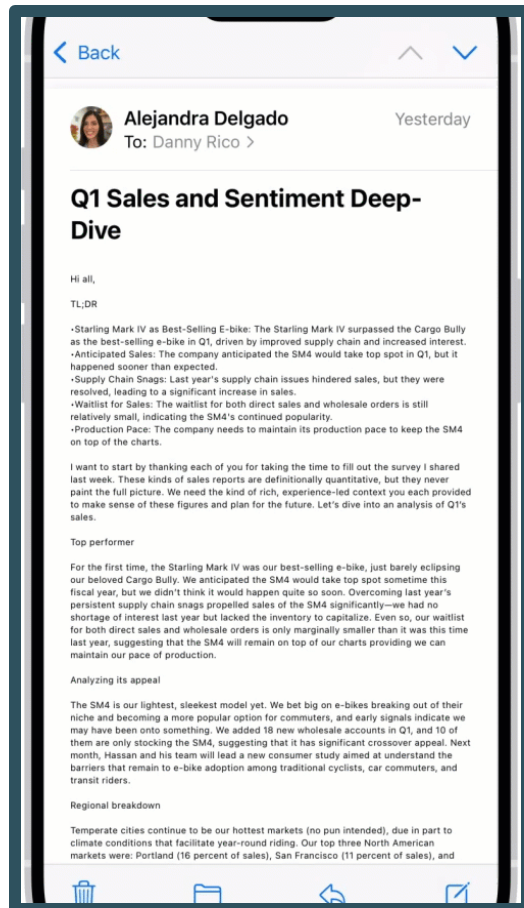 Back
Alejandra Delgado
Yesterday
To: Danny Rico >
Q1 Sales and Sentiment Deep-
Dive
Hi all,
TL;DR
•Starling Mark IV as Best-Selling E-bike: The Starling Mark IV surpassed the Cargo Bully
as the best-selling e-bike in Q1, driven by improved supply chain and increased interest.
•Anticipated Sales: The company anticipated the SM4 would take top spot in Q1, but it
happened sooner than expected.
•Supply Chain Snags: Last year's supply chain issues hindered sales, but they were
resolved, leading to a significant increase in sales.
•Waitlist for Sales: The waitlist for both direct sales and wholesale orders is still
relatively small, indicating the SM4's continued popularity.
•Production Pace: The company needs to maintain its production pace to keep the SM4
on top of the charts.
I want to start by thanking each of you for taking the time to fill out the survey I shared
last week. These kinds of sales reports are definitionally quantitative, but they never
paint the full picture. We need the kind of rich, experience-led context you each provided
to make sense of these figures and plan for the future. Let's dive into an analysis of Q1's
sales.
Top performer
For the first time, the Starling Mark IV was our best-selling e-bike, just barely eclipsing
our beloved Cargo Bully. We anticipated the SM4 would take top spot sometime this
fiscal year, but we didn't think it would happen quite so soon. Overcoming last year's
persistent supply chain snags propelled sales of the SM4 significantly—we had no
shortage of interest last year but lacked the inventory to capitalize. Even so, our waitlist
for both direct sales and wholesale orders is only marginally smaller than it was this time
last year, suggesting that the SM4 will remain on top of our charts providing we can
maintain our pace of production.
Analyzing its appeal
The SM4 is our lightest, sleekest model yet. We bet big on e-bikes breaking out of their
niche and becoming a more popular option for commuters, and early signals indicate we
may have been onto something. We added 18 new wholesale accounts in Q1, and 10 of
them are only stocking the SM4, suggesting that it has significant crossover appeal. Next
month, Hassan and his team will lead a new consumer study aimed at understand the
barriers that remain to e-bike adoption among traditional cyclists, car commuters, and
transit riders.
Regional breakdown
Temperate cities continue to be our hottest markets (no pun intended), due in part to
climate conditions that facilitate year-round riding. Our top three North American
markets were: Portland (16 percent of sales), San Francisco (11 percent of sales), and